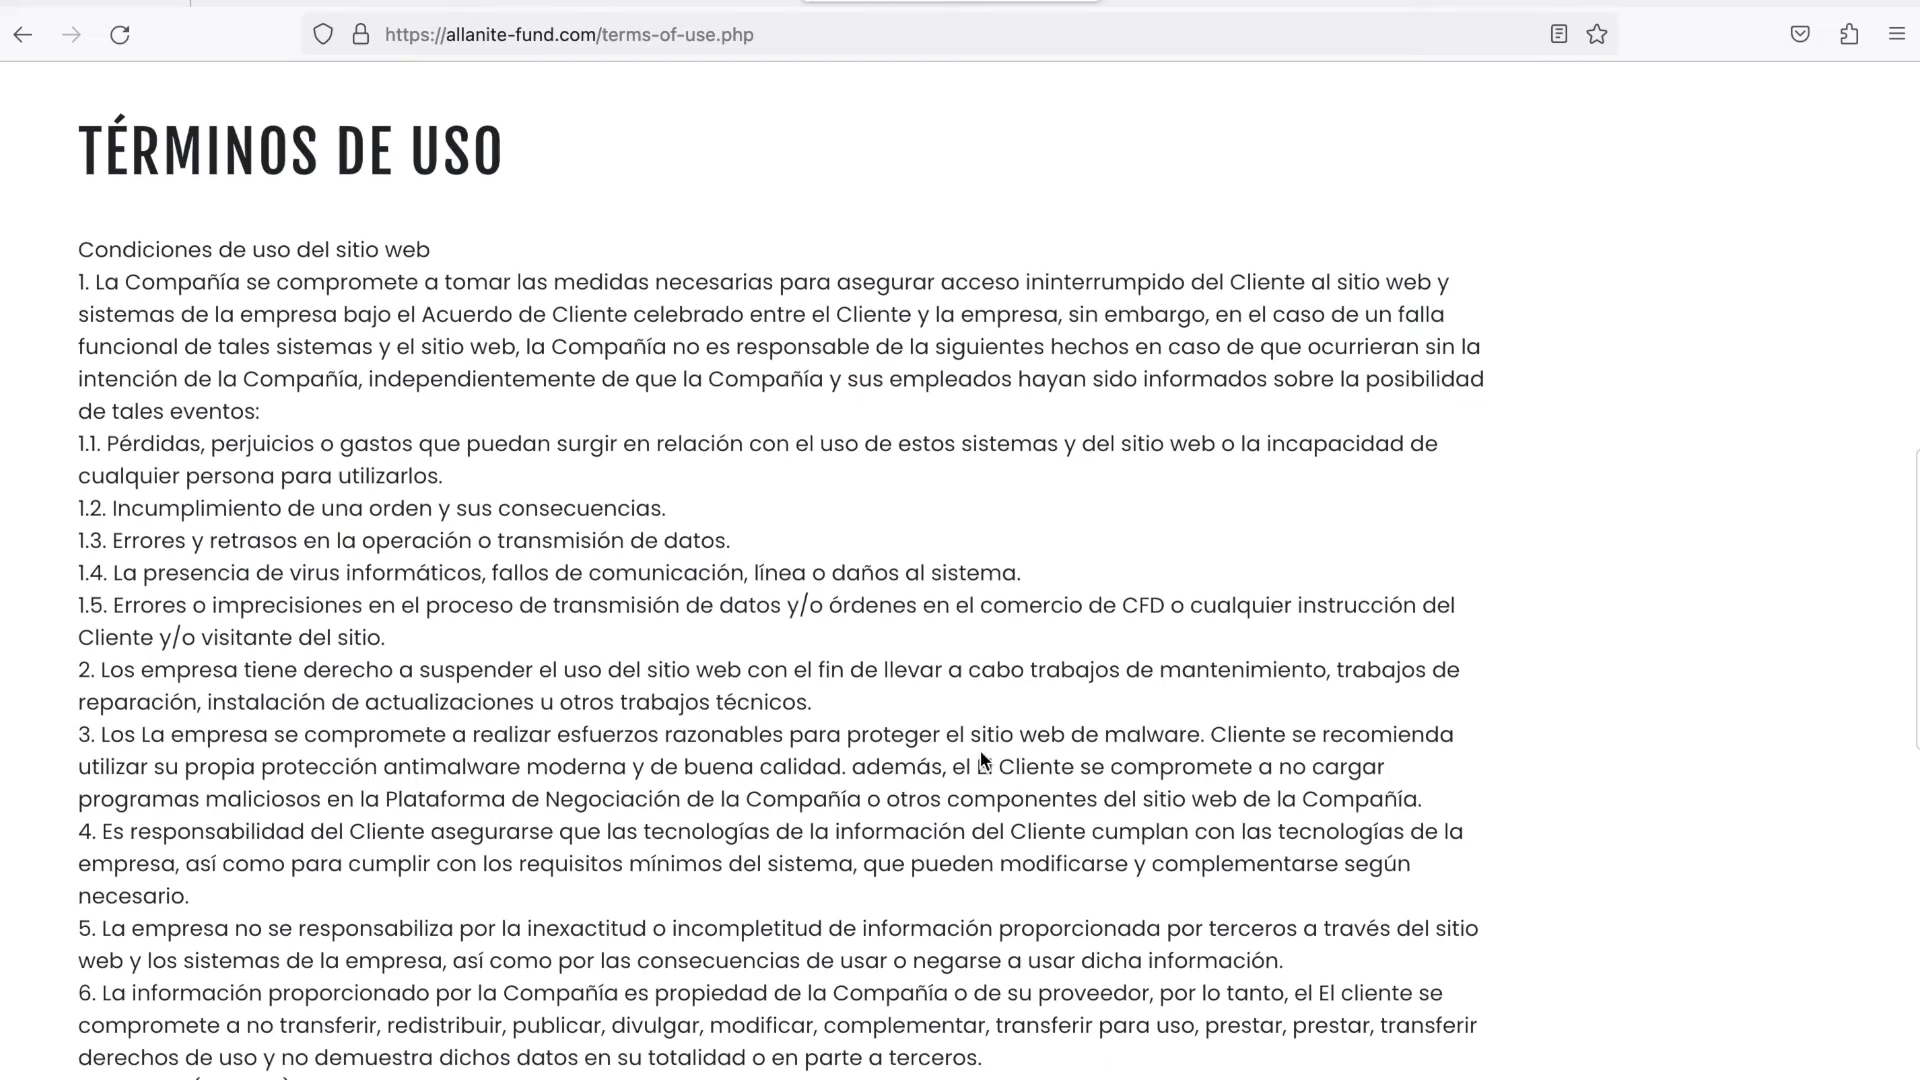 https://allanite-fund.com/terms-of-use.php
TÉRMINOS DE USO
Condiciones de uso del sitio web
1. La Compañía se compromete a tomar las medidas necesarias para asegurar acceso ininterrumpido del Cliente al sitio web y
sistemas de la empresa bajo el Acuerdo de Cliente celebrado entre el Cliente y la empresa, sin embargo, en el caso de un falla
funcional de tales sistemas y el sitio web, la Compañía no es responsable de la siguientes hechos en caso de que ocurrieran sin la
intención de la Compañía, independientemente de que la Compañía y sus empleados hayan sido informados sobre la posibilidad
de tales eventos:
1.1. Pérdidas, perjuicios o gastos que puedan surgir en relación con el uso de estos sistemas y del sitio web o la incapacidad de
cualquier persona para utilizarlos.
1.2. Incumplimiento de una orden y sus consecuencias.
1.3. Errores y retrasos en la operación o transmisión de datos.
1.4. La presencia de virus informáticos, fallos de comunicación, línea o daños al sistema.
1.5. Errores o imprecisiones en el proceso de transmisión de datos y/o órdenes en el comercio de CFD o cualquier instrucción del
Cliente y/o visitante del sitio.
2. Los empresa tiene derecho a suspender el uso del sitio web con el fin de llevar a cabo trabajos de mantenimiento, trabajos de
reparación, instalación de actualizaciones u otros trabajos técnicos.
3. Los La empresa se compromete a realizar esfuerzos razonables para proteger el sitio web de malware. Cliente se recomienda
utilizar su propia protección antimalware moderna y de buena calidad. además, el Cliente se compromete a no cargar
programas maliciosos en la Plataforma de Negociación de la Compañía o otros componentes del sitio web de la Compañía.
4. Es responsabilidad del Cliente asegurarse que las tecnologías de la información del Cliente cumplan con las tecnologías de la
empresa, así como para cumplir con los requisitos mínimos del sistema, que pueden modificarse y complementarse según
necesario.
5. La empresa no se responsabiliza por la inexactitud o incompletitud de información proporcionada por terceros a través del sitio
web y los sistemas de la empresa, así como por las consecuencias de usar o negarse a usar dicha información.
6. La información proporcionado por la Compañía es propiedad de la Compañía o de su proveedor, por lo tanto, el El cliente se
compromete a no transferir, redistribuir, publicar, divulgar, modificar, complementar, transferir para uso, prestar, prestar, transferir
derechos de uso y no demuestra dichos datos en su totalidad o en parte a terceros.